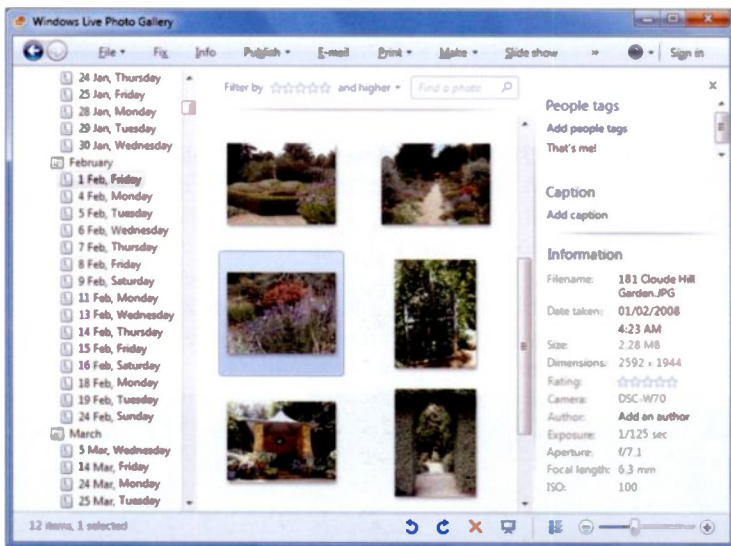 Windows Live Photo Gallery
File Fix Info Publish E-mail Print Make Slide show » Sign in
24 Jan, Thursday
25 Jan, Friday
28 Jan, Monday
29 Jan, Tuesday
30 Jan, Wednesday
February
1 Feb, Friday
4 Feb, Monday
5 Feb, Tuesday
6 Feb, Wednesday
7 Feb, Thursday
8 Feb, Friday
9 Feb, Saturday
11 Feb, Monday
13 Feb, Wednesday
14 Feb, Thursday
15 Feb, Friday
16 Feb, Saturday
18 Feb, Monday
19 Feb, Tuesday
24 Feb, Sunday
March
5 Mar, Wednesday
14 Mar, Friday
24 Mar, Monday
25 Mar, Tuesday
Filter by and higher Find a photo
People tags
Add people tags
That's me!
Caption
Add caption
Information
Filename: 181 Cloude Hill
Garden.JPG
Date taken: 01/02/2008
4:23 AM
Size: 2.28 MB
Dimensions: 2592 x 1944
Rating:
Camera: DSC-W70
Author: Add an author
Exposure: 1/125 sec
Aperture: f/7.1
Focal length: 6.3 mm
ISO: 100
12 items, 1 selected